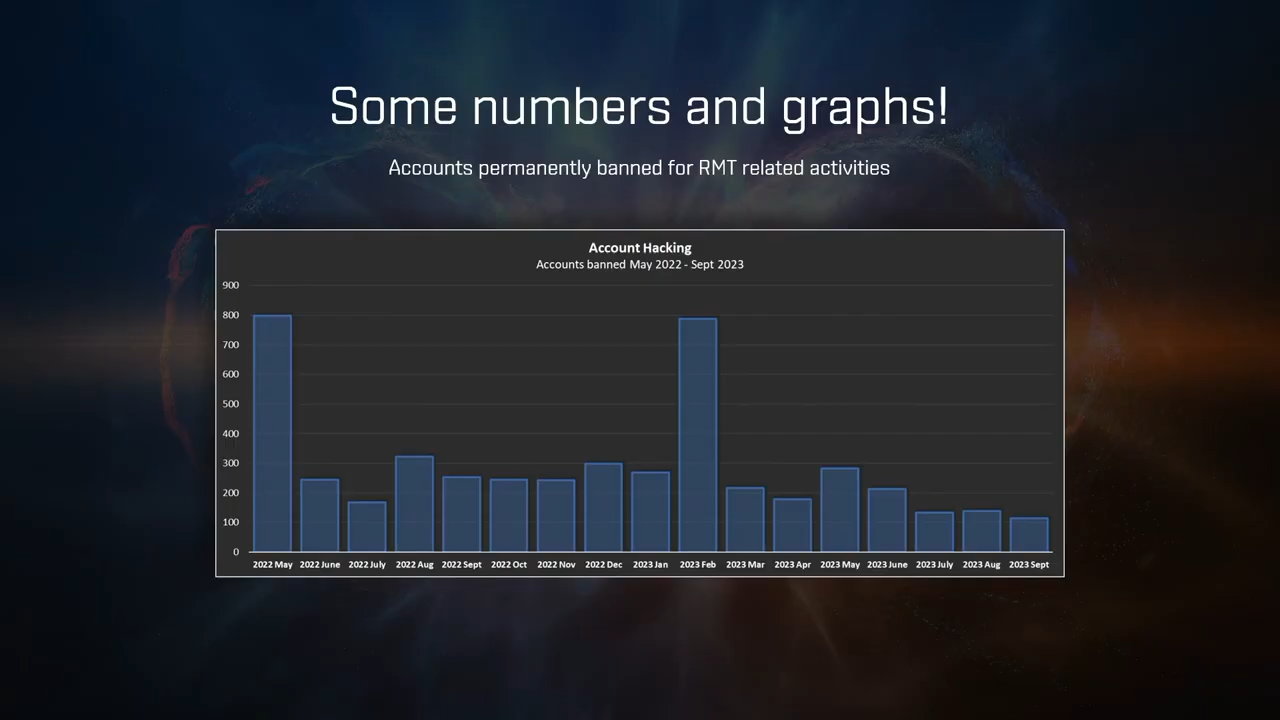 Some numbers and graphs!
Accounts permanently banned for RMT related activities
Account Hacking
Accounts banned May 2022 - Sept 2023
900
800
700
600
500
400
300
200
100
0
2022 May 2022 June 2022 July 2022 Aug 2022 Sept 2022 Oct 2022 Nov 2022 Dec 2023 Jan 2023 Feb 2023 Mar 2023 Apr 2023 May 2023 June 2023 July 2023 Aug 2023 Sept